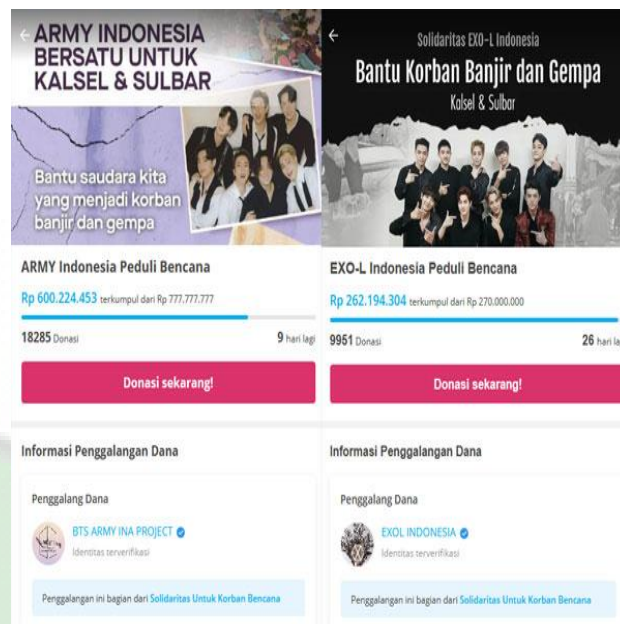 ARMY INDONESIA
BERSATU UNTUK
KALSEL & SULBAR
Bantu saudara kita
yang menjadi korban
banjir dan gempa
ARMY Indonesia Peduli Bencana
Rp 600.224.453 terkumpul dari Rp 777.777.777
18285 Donasi
9 hari lagi
Donasi sekarang!
Informasi Penggalangan Dana
Penggalang Dana
BTS ARMY INA PROJECT
Identitas terverifikasi
Penggalangan ini bagian dari Solidaritas Untuk Korban Bencana
Solidaritas EXO-L Indonesia
Bantu Korban Banjir dan Gempa
Kalsel & Sulbar
EXO-L Indonesia Peduli Bencana
Rp 262.194.304 terkumpul dari Rp 270.000.000
9951 Donasi
26 hari la
Donasi sekarang!
Informasi Penggalangan Dana
Penggalang Dana
EXOL INDONESIA
Identitas terverifikasi
Penggalangan ini bagian dari Solidaritas Untuk Korban Bencana